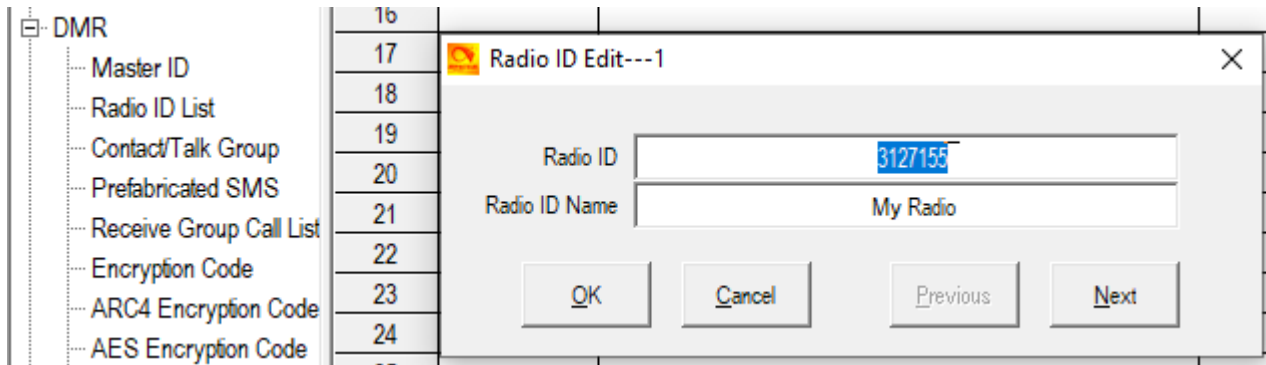 DMR
Master ID
Radio ID List
Contact/Talk Group
Prefabricated SMS
Receive Group Call List
Encryption Code
ARC4 Encryption Code
AES Encryption Code
16
17
18
19
20
21
22
23
24
Radio ID Edit---1
Radio ID 3127155
Radio ID Name My Radio
OK Cancel Previous Next